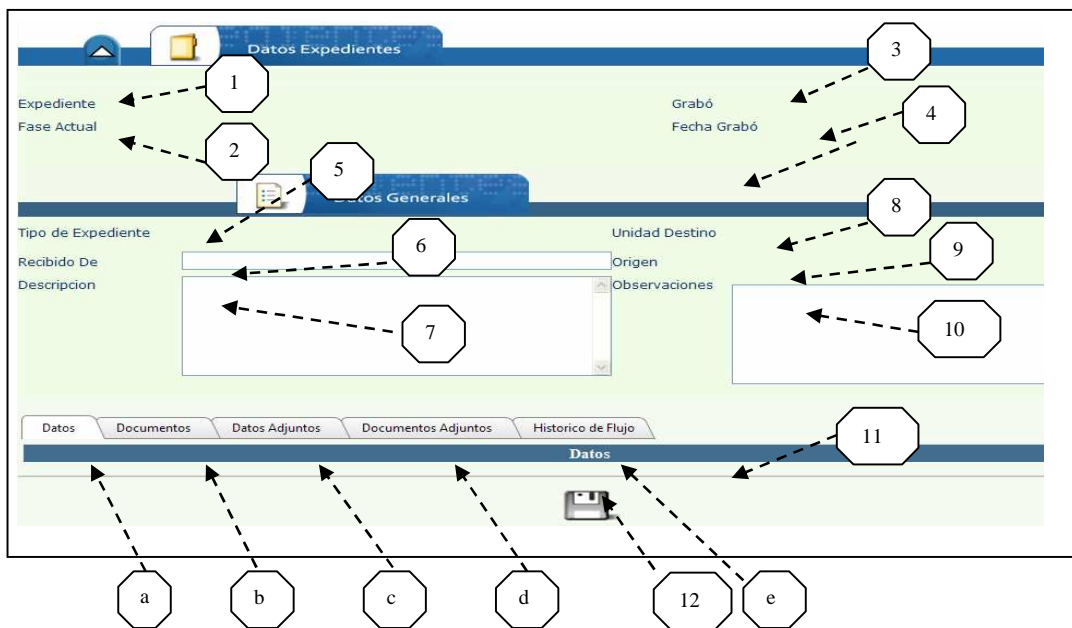 Datos Expedientes
3
1
Expediente
Grabó
4
Fase Actual
Fecha Grabó
2
5
Datos Generales
8
Tipo de Expediente
Unidad Destino
6
9
Recibido De
Origen
Descripcion
Observaciones
7
10
Datos Documentos Datos Adjuntos Documentos Adjuntos Historico de Flujo
11
Datos
a b c d 12 e